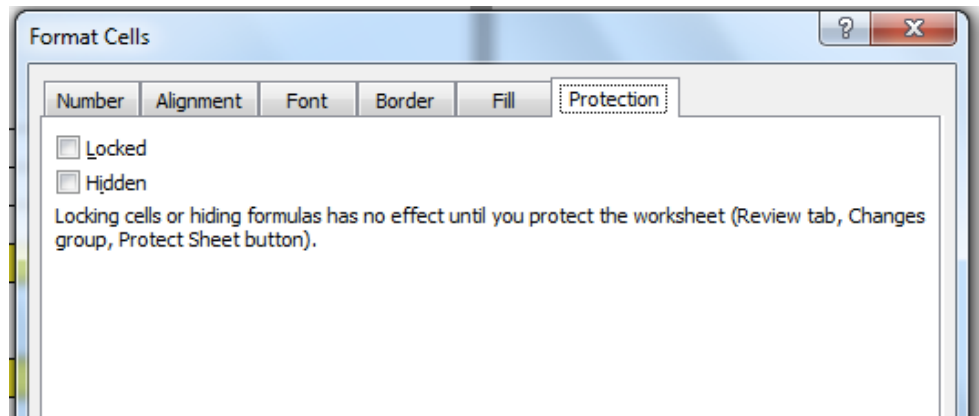 Format Cells
Number Alignment Font Border Fill Protection
Locked
Hidden
Locking cells or hiding formulas has no effect until you protect the worksheet (Review tab, Changes
group, Protect Sheet button).